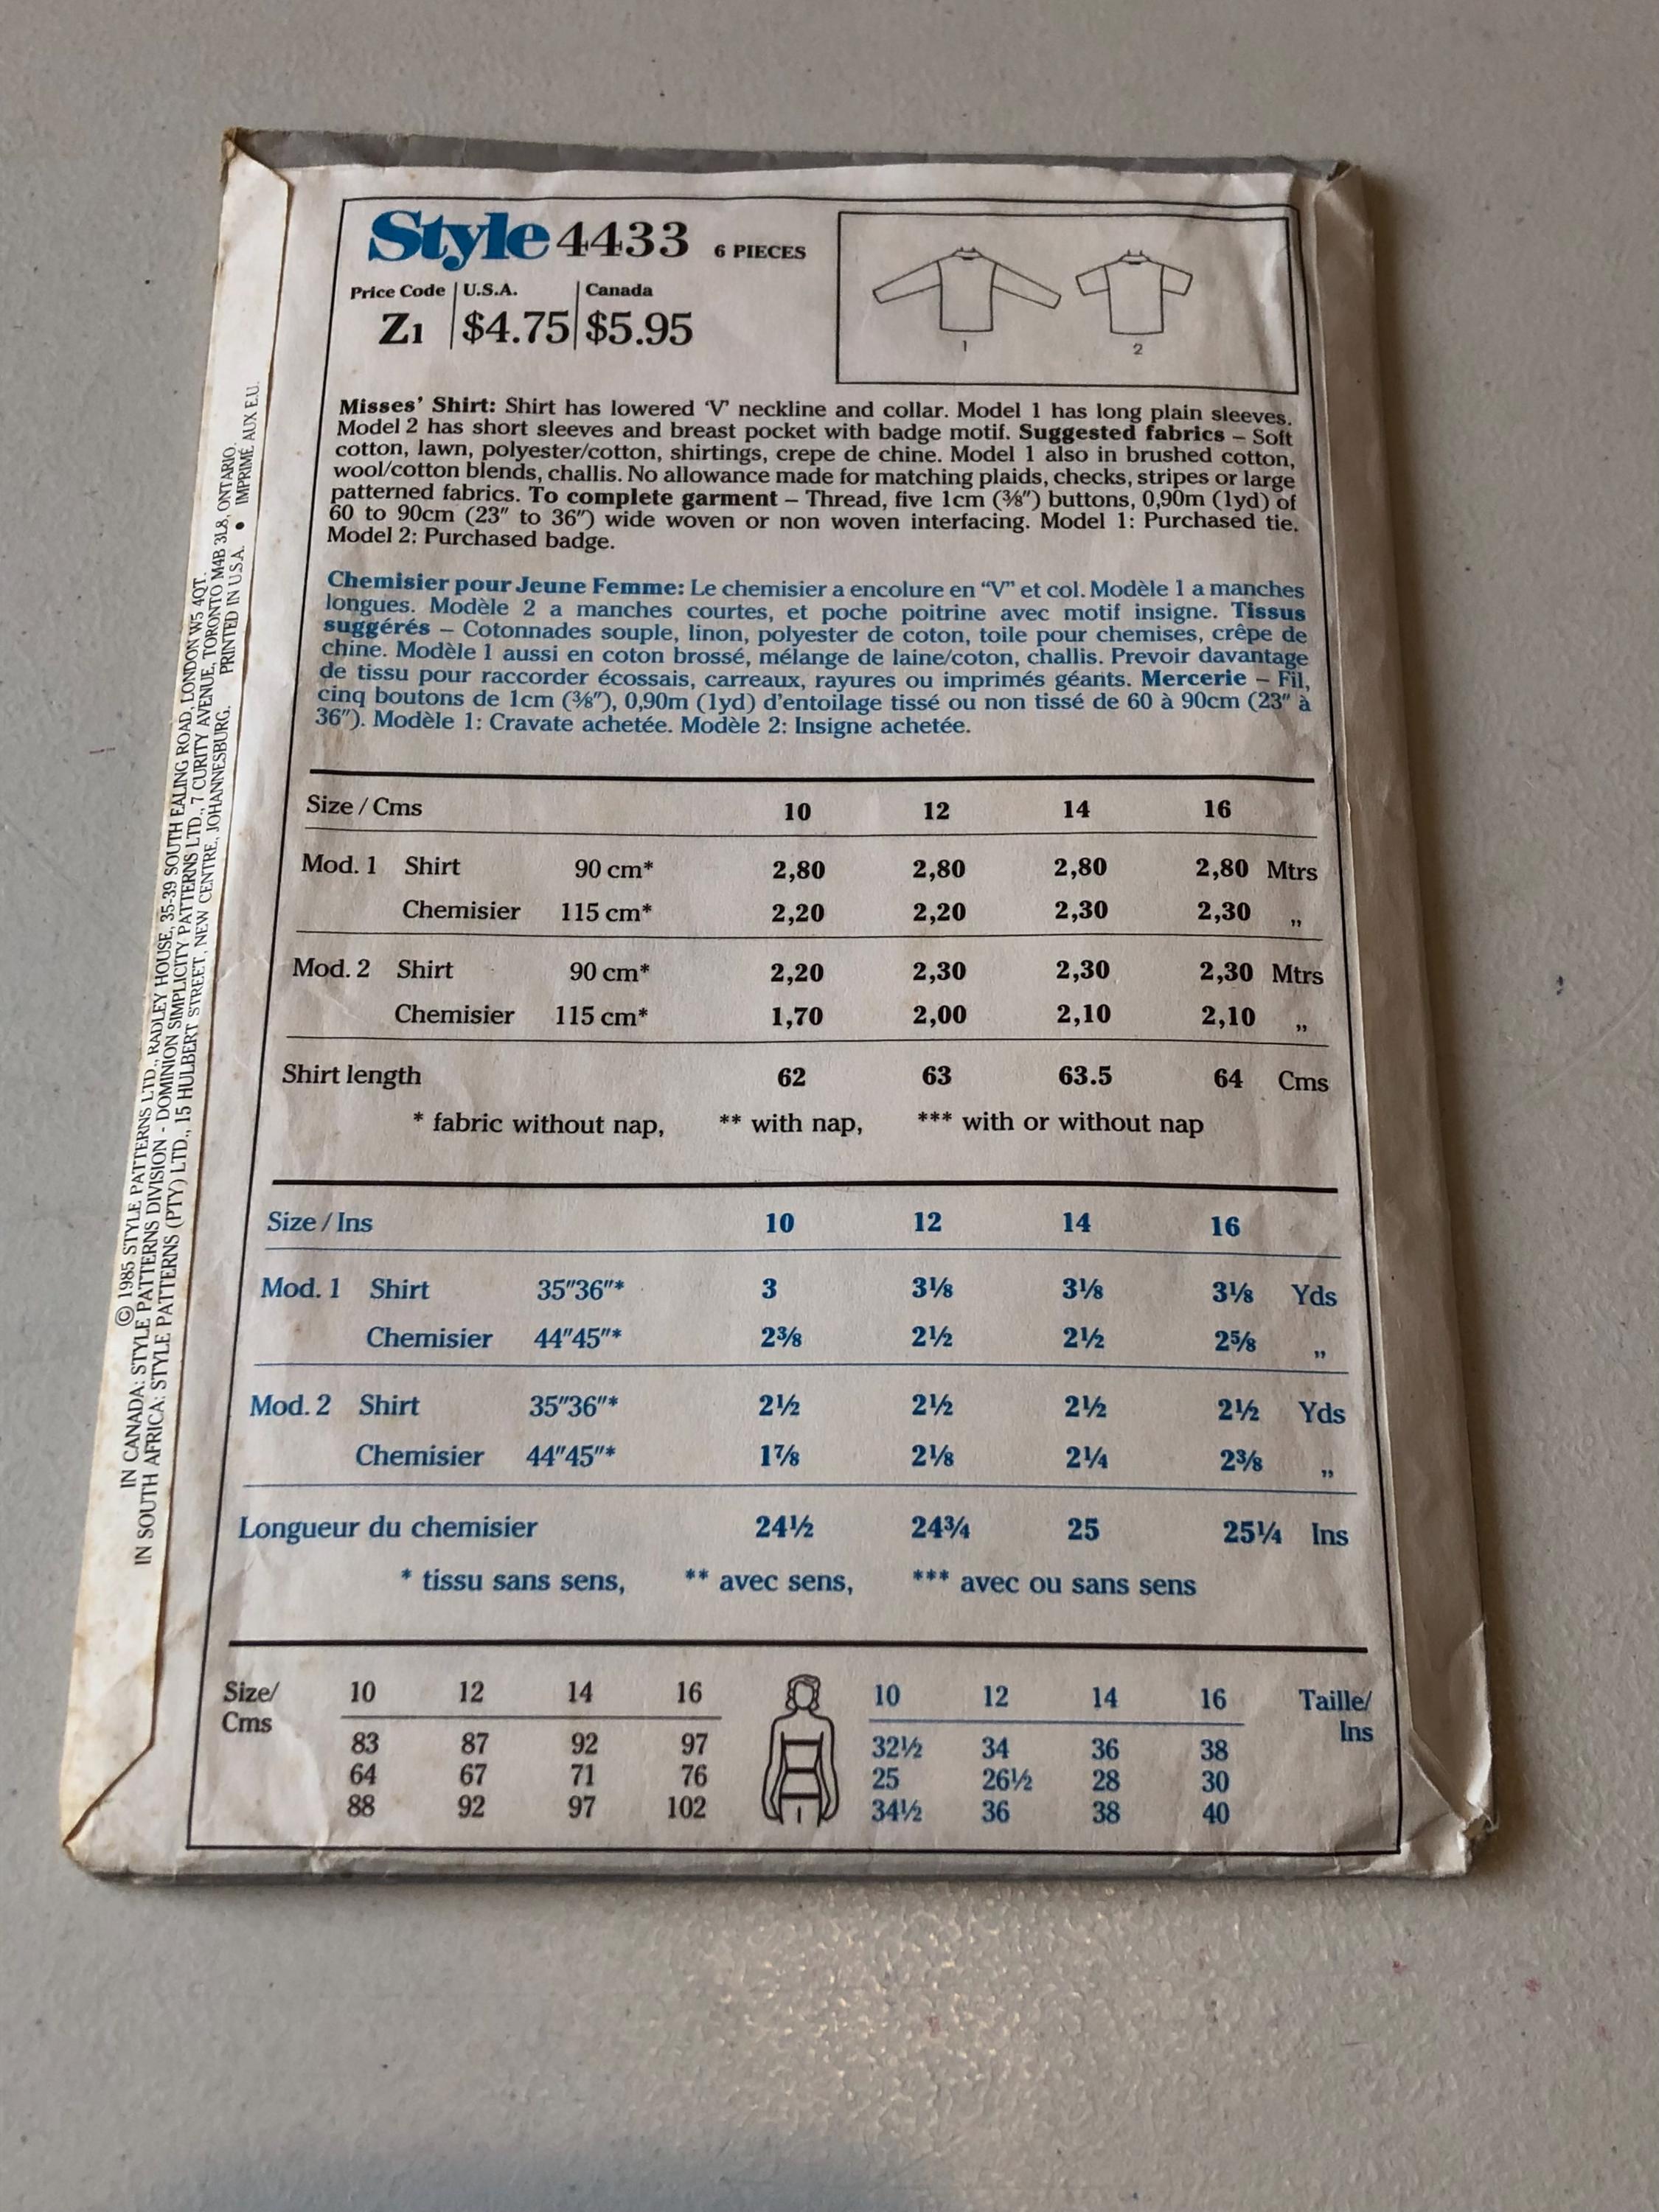 Style 4433 6 PIECES
Price Code U.S.A. Canada
Z1 $4.75 $5.95
1 2
Misses' Shirt: Shirt has lowered 'V' neckline and collar. Model 1 has long plain sleeves.
Model 2 has short sleeves and breast pocket with badge motif. Suggested fabrics – Soft
cotton, lawn, polyester/cotton, shirtings, crepe de chine. Model 1 also in brushed cotton,
wool/cotton blends, challis. No allowance made for matching plaids, checks, stripes or large
patterned fabrics. To complete garment – Thread, five 1cm (⅜") buttons, 0,90m (1yd) of
60 to 90cm (23" to 36") wide woven or non woven interfacing. Model 1: Purchased tie.
Model 2: Purchased badge.
Chemisier pour Jeune Femme: Le chemisier a encolure en "V" et col. Modèle 1 a manches
longues. Modèle 2 a manches courtes, et poche poitrine avec motif insigne. Tissus
suggérés – Cotonnades souple, linon, polyester de coton, toile pour chemises, crêpe de
chine. Modèle 1 aussi en coton brossé, mélange de laine/coton, challis. Prevoir davantage
de tissu pour raccorder écossais, carreaux, rayures ou imprimés géants. Mercerie – Fil,
cinq boutons de 1cm (⅜"), 0,90m (1yd) d'entoilage tissé ou non tissé de 60 à 90cm (23" à
36"). Modèle 1: Cravate achetée. Modèle 2: Insigne achetée.
Size / Cms 10 12 14 16
Mod. 1 Shirt 90 cm* 2,80 2,80 2,80 2,80 Mtrs
Chemisier 115 cm* 2,20 2,20 2,30 2,30 "
Mod. 2 Shirt 90 cm* 2,20 2,30 2,30 2,30 Mtrs
Chemisier 115 cm* 1,70 2,00 2,10 2,10 "
Shirt length 62 63 63.5 64 Cms
* fabric without nap, ** with nap, *** with or without nap
Size / Ins 10 12 14 16
Mod. 1 Shirt 35"36"* 3 3⅛ 3⅛ 3⅛ Yds
Chemisier 44"45"* 2⅜ 2½ 2½ 2⅝ "
Mod. 2 Shirt 35"36"* 2½ 2½ 2½ 2½ Yds
Chemisier 44"45"* 1⅞ 2⅛ 2¼ 2⅜ "
Longueur du chemisier 24½ 24¾ 25 25¼ Ins
* tissu sans sens, ** avec sens, *** avec ou sans sens
Size/ 10 12 14 16 10 12 14 16 Taille/
Cms Ins
83 87 92 97 32½ 34 36 38
64 67 71 76 25 26½ 28 30
88 92 97 102 34½ 36 38 40
© 1985 STYLE PATTERNS LTD., RADLEY HOUSE, 35-39 SOUTH EALING ROAD, LONDON W5 4QT.
IN CANADA: STYLE PATTERNS DIVISION - DOMINION SIMPLICITY PATTERNS LTD., 7 CURITY AVENUE, TORONTO M4B 3L8, ONTARIO.
IN SOUTH AFRICA: STYLE PATTERNS (PTY) LTD., 15 HULBERT STREET, NEW CENTRE, JOHANNESBURG. PRINTED IN U.S.A. ● IMPRIMÉ AUX E.U.